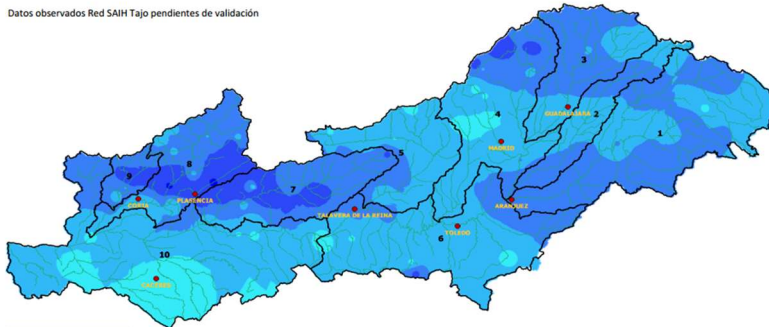 Datos observados Red SAIH Tajo pendientes de validación
3
GUADALAJARA
4
2
1
MADRID
5
8
9
7
PLASENCIA
CORIA
ARANJUEZ
TALAVERA DE LA REINA
TOLEDO
6
10
CACERES